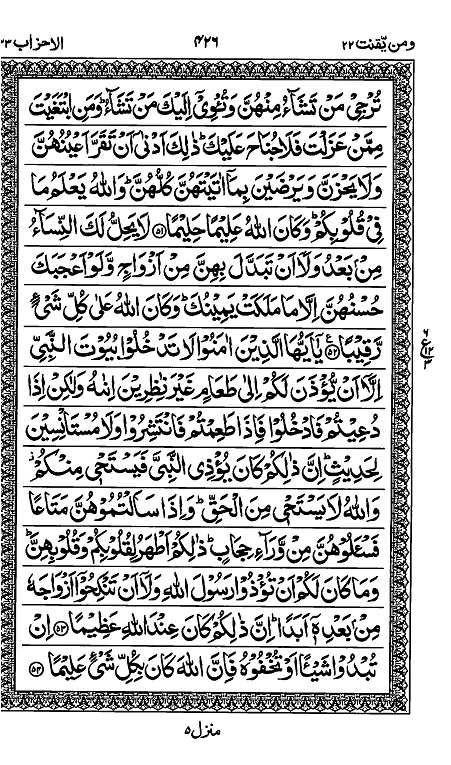 ومن يقنت ٢٢ ٤٢٦ الاحزاب ٣٣
تُرْجِیْ مَنْ تَشَآءُ مِنْهُنَّ وَتُـْٔوِیْۤ اِلَیْكَ مَنْ تَشَآءُ ؕ وَمَنِ ابْتَغَیْتَ
مِمَّنْ عَزَلْتَ فَلَا جُنَاحَ عَلَیْكَ ؕ ذٰلِكَ اَدْنٰۤی اَنْ تَقَرَّ اَعْیُنُهُنَّ
وَلَا یَحْزَنَّ وَیَرْضَیْنَ بِمَاۤ اٰتَیْتَهُنَّ كُلُّهُنَّ ؕ وَاللّٰهُ یَعْلَمُ مَا
فِیْ قُلُوْبِكُمْ ؕ وَكَانَ اللّٰهُ عَلِیْمًا حَلِیْمًا ﴿٥١﴾ لَا یَحِلُّ لَكَ النِّسَآءُ
مِنْۢ بَعْدُ وَلَاۤ اَنْ تَبَدَّلَ بِهِنَّ مِنْ اَزْوَاجٍ وَّلَوْ اَعْجَبَكَ
حُسْنُهُنَّ اِلَّا مَا مَلَكَتْ یَمِیْنُكَ ؕ وَكَانَ اللّٰهُ عَلٰی كُلِّ شَیْءٍ
رَّقِیْبًا ﴿٥٢﴾ یٰۤاَیُّهَا الَّذِیْنَ اٰمَنُوْا لَا تَدْخُلُوْا بُیُوْتَ النَّبِیِّ
اِلَّاۤ اَنْ یُّؤْذَنَ لَكُمْ اِلٰی طَعَامٍ غَیْرَ نٰظِرِیْنَ اِنٰىهُ وَلٰكِنْ اِذَا
دُعِیْتُمْ فَادْخُلُوْا فَاِذَا طَعِمْتُمْ فَانْتَشِرُوْا وَلَا مُسْتَاْنِسِیْنَ
لِحَدِیْثٍ ؕ اِنَّ ذٰلِكُمْ كَانَ یُؤْذِی النَّبِیَّ فَیَسْتَحْیٖ مِنْكُمْ
وَاللّٰهُ لَا یَسْتَحْیٖ مِنَ الْحَقِّ ؕ وَاِذَا سَاَلْتُمُوْهُنَّ مَتَاعًا
فَسْـَٔلُوْهُنَّ مِنْ وَّرَآءِ حِجَابٍ ؕ ذٰلِكُمْ اَطْهَرُ لِقُلُوْبِكُمْ وَقُلُوْبِهِنَّ ؕ
وَمَا كَانَ لَكُمْ اَنْ تُؤْذُوْا رَسُوْلَ اللّٰهِ وَلَاۤ اَنْ تَنْكِحُوْۤا اَزْوَاجَهٗ
مِنْۢ بَعْدِهٖۤ اَبَدًا ؕ اِنَّ ذٰلِكُمْ كَانَ عِنْدَ اللّٰهِ عَظِیْمًا ﴿٥٣﴾ اِنْ
تُبْدُوْا شَیْـًٔا اَوْ تُخْفُوْهُ فَاِنَّ اللّٰهَ كَانَ بِكُلِّ شَیْءٍ عَلِیْمًا ﴿٥٤﴾
منزل ٥